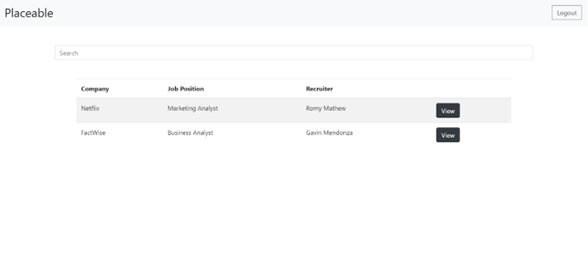 Placeable
Logout
Search
Company Job Position Recruiter
Netflix Marketing Analyst Romy Mathew View
FactWise Business Analyst Gavin Mendonza View